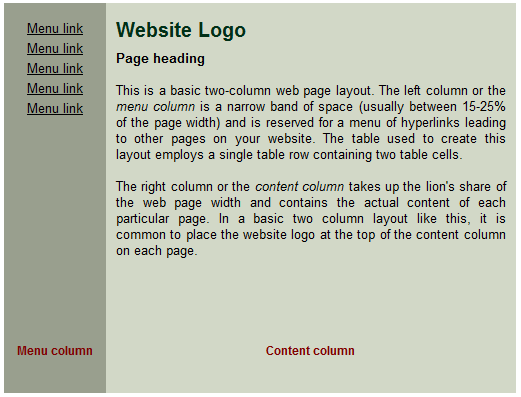 Menu link
Menu link
Menu link
Menu link
Menu link
Website Logo
Page heading
This is a basic two-column web page layout. The left column or the
menu column is a narrow band of space (usually between 15-25%
of the page width) and is reserved for a menu of hyperlinks leading
to other pages on your website. The table used to create this
layout employs a single table row containing two table cells.
The right column or the content column takes up the lion's share of
the web page width and contains the actual content of each
particular page. In a basic two column layout like this, it is
common to place the website logo at the top of the content column
on each page.
Menu column
Content column